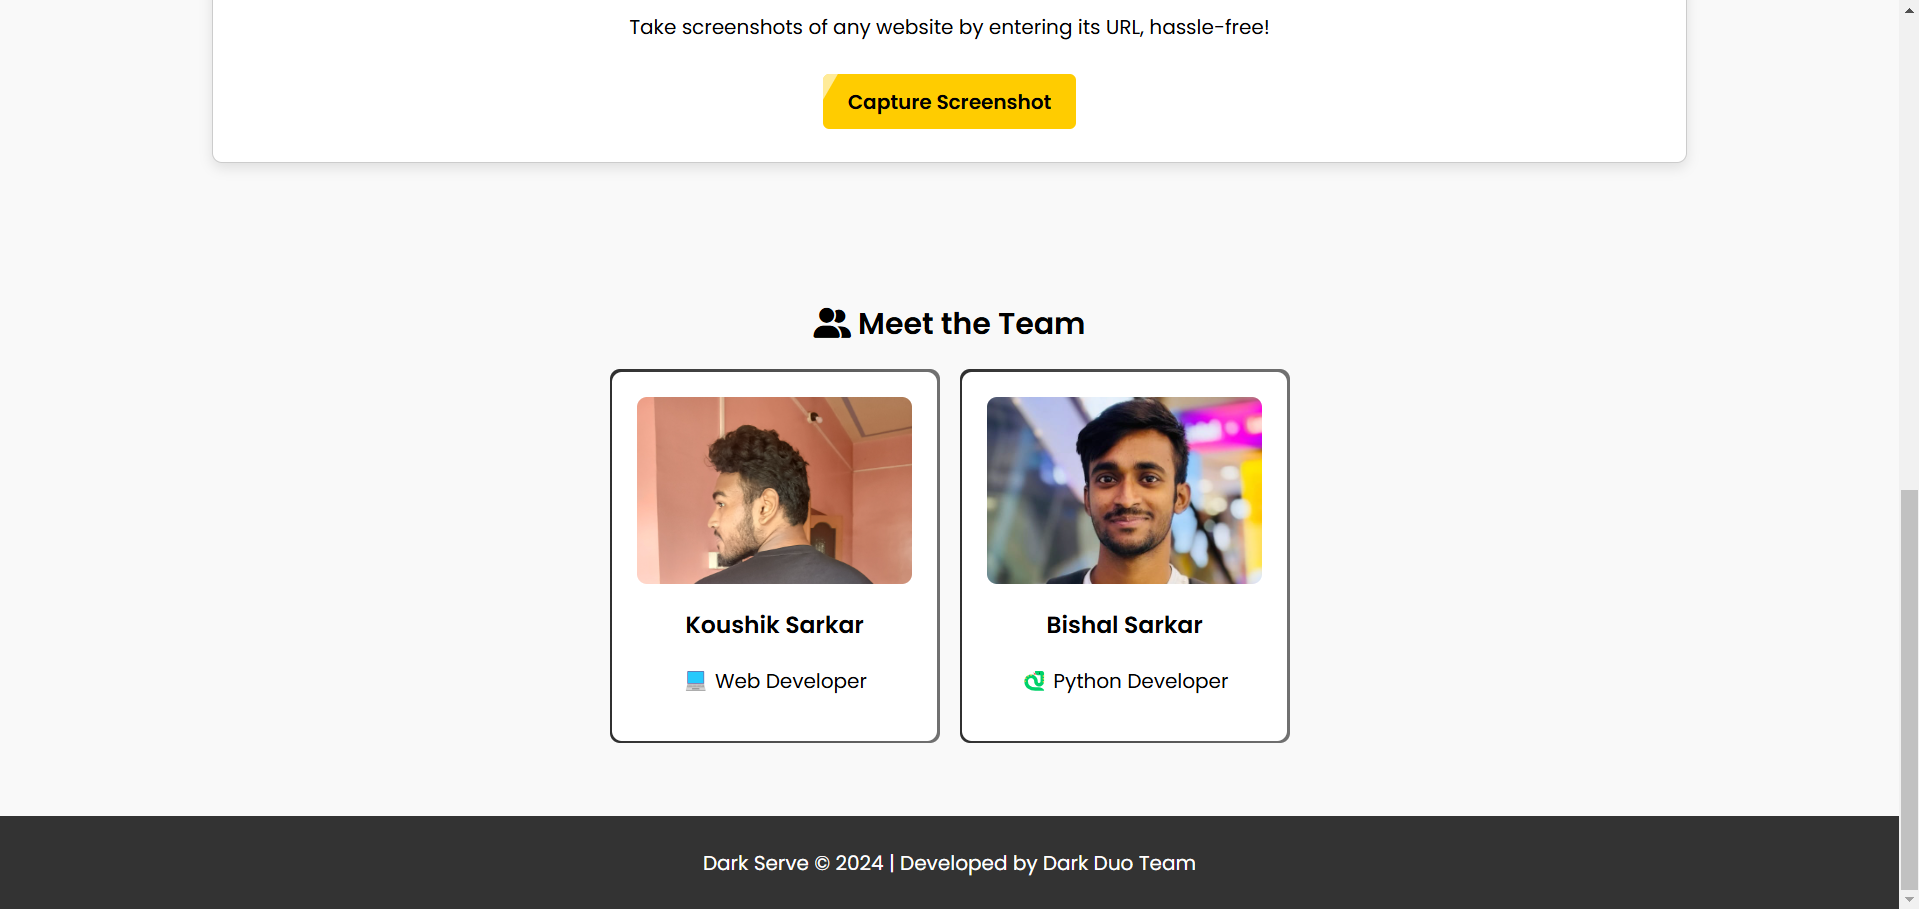 Take screenshots of any website by entering its URL, hassle-free!
Capture Screenshot
Meet the Team
Koushik Sarkar
Bishal Sarkar
Web Developer
Python Developer
Dark Serve © 2024 | Developed by Dark Duo Team